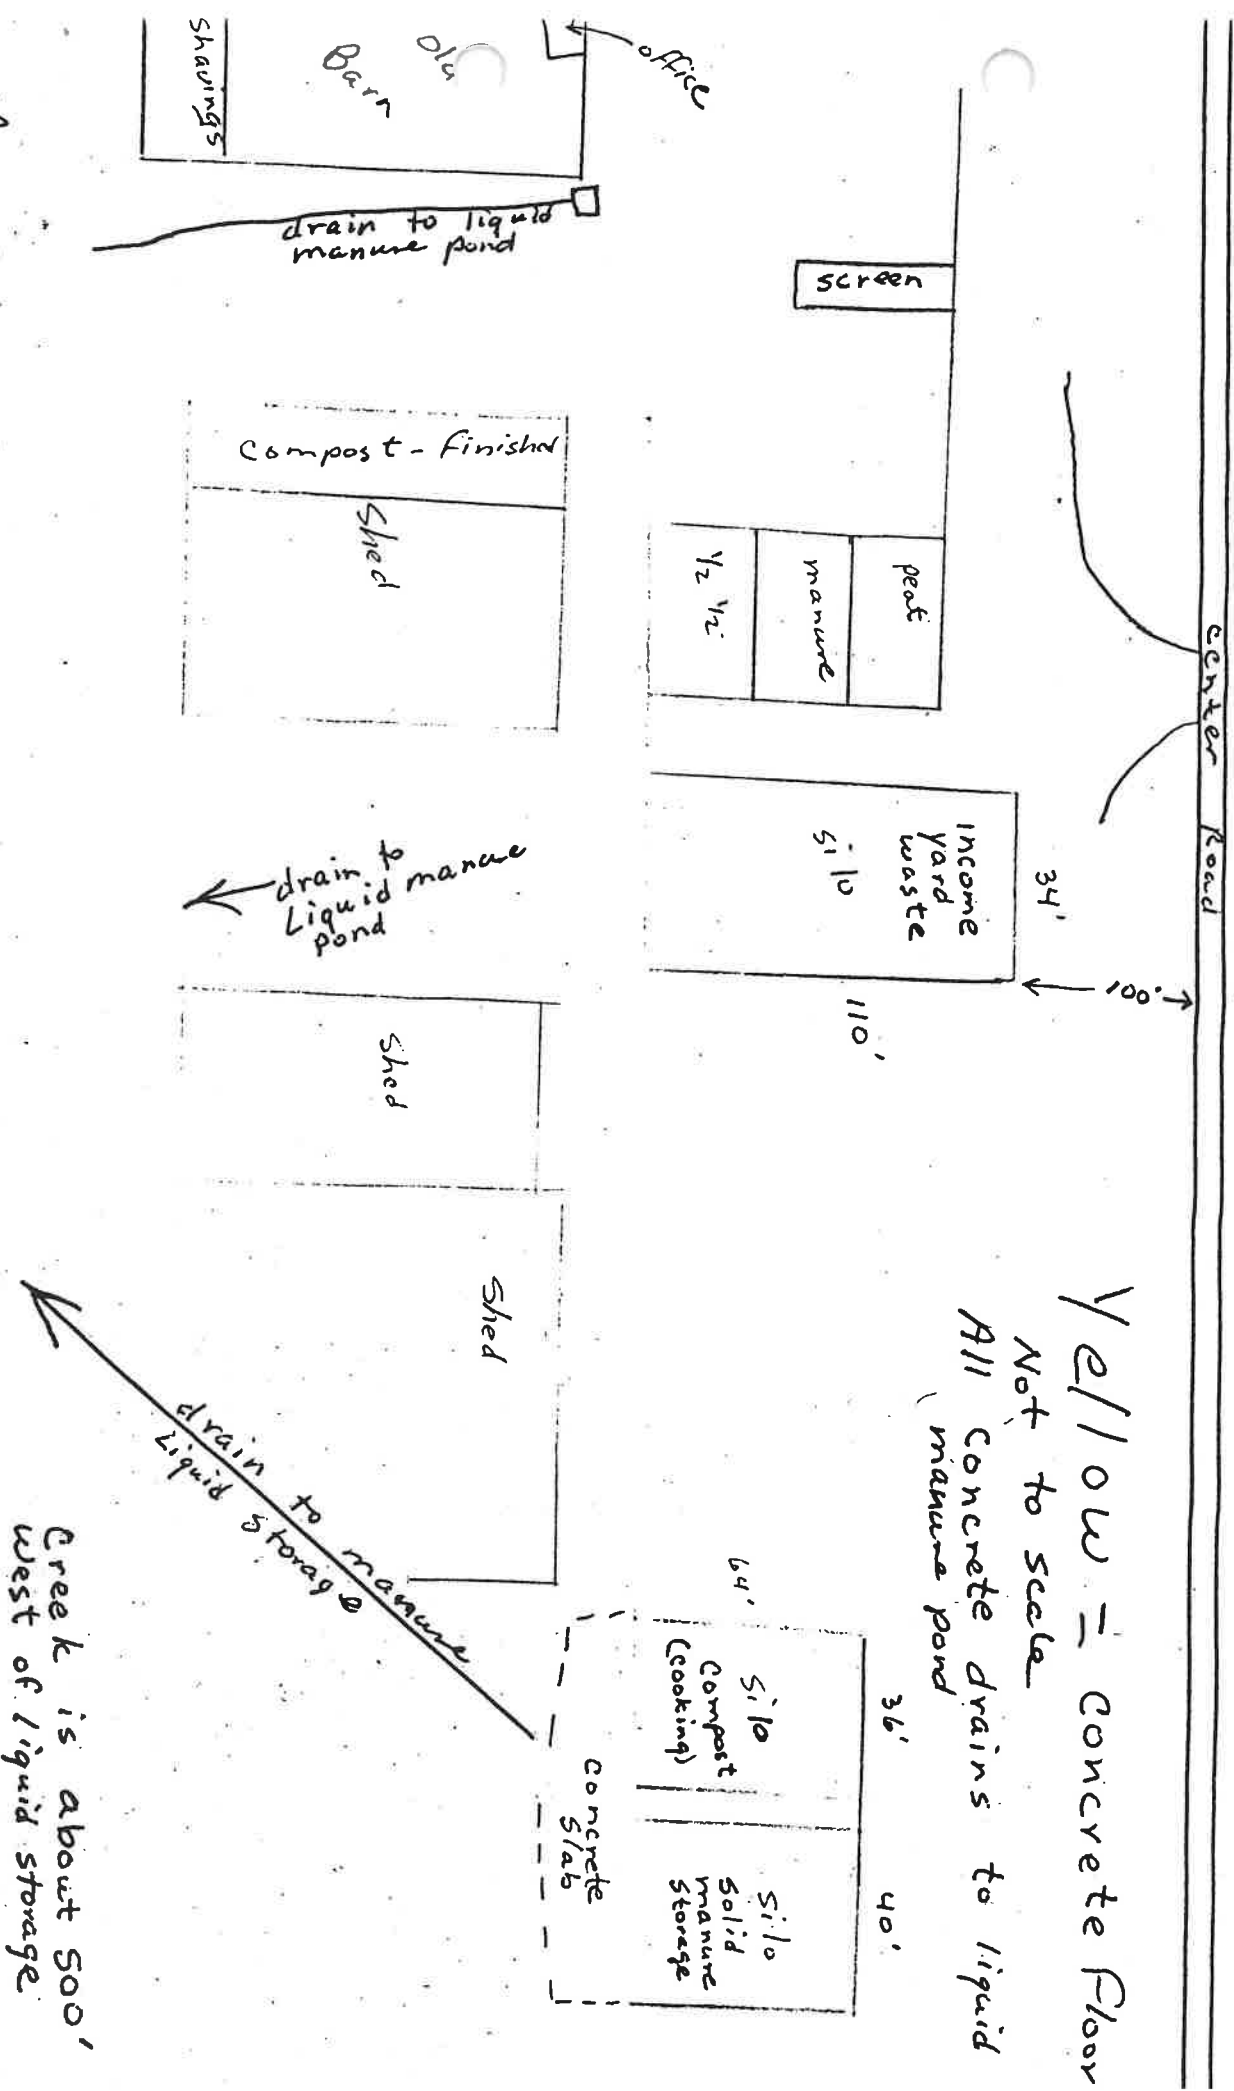 Center Road
Yellow = Concrete Floor
Not to scale
All Concrete drains to liquid
manure pond
office
Barn
shavings
drain to liquid
manure pond
screen
Compost - Finished
Shed
peat
manure
1/2 1/2
34'
100'
Income
yard
waste
silo
110'
drain to
Liquid manure
pond
Shed
Shed
drain to manure
Liquid storage
64'
36'
40'
Silo
Compost
(cooking)
Silo
Solid
manure
storage
Concrete
Slab
Creek is about 500'
west of liquid storage